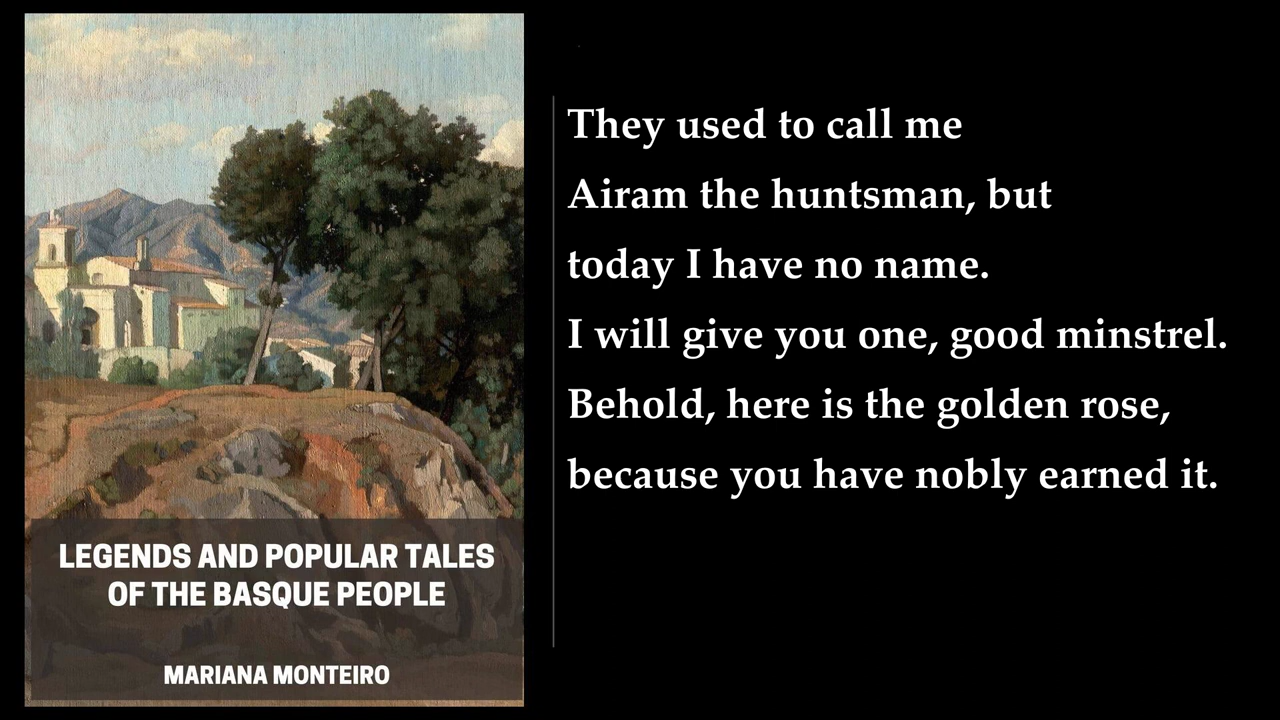 They used to call me
Airam the huntsman, but
today I have no name.
I will give you one, good minstrel.
Behold, here is the golden rose,
because you have nobly earned it.
LEGENDS AND POPULAR TALES
OF THE BASQUE PEOPLE
MARIANA MONTEIRO